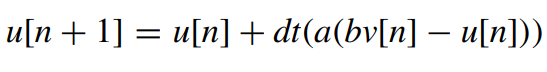 u[n + 1] = u[n] + dt(a(bv[n] − u[n]))